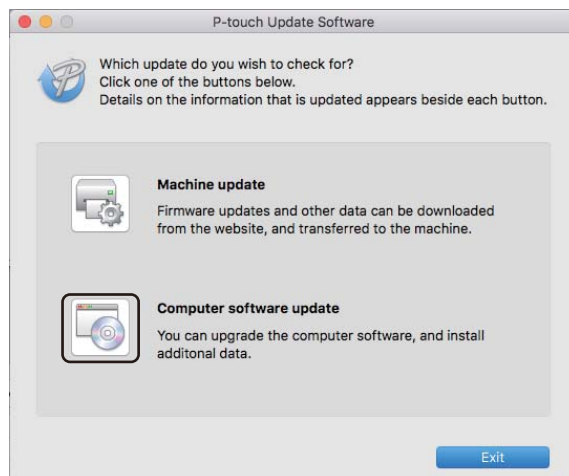 P-touch Update Software
Which update do you wish to check for?
Click one of the buttons below.
Details on the information that is updated appears beside each button.
Machine update
Firmware updates and other data can be downloaded
from the website, and transferred to the machine.
Computer software update
You can upgrade the computer software, and install
additonal data.
Exit